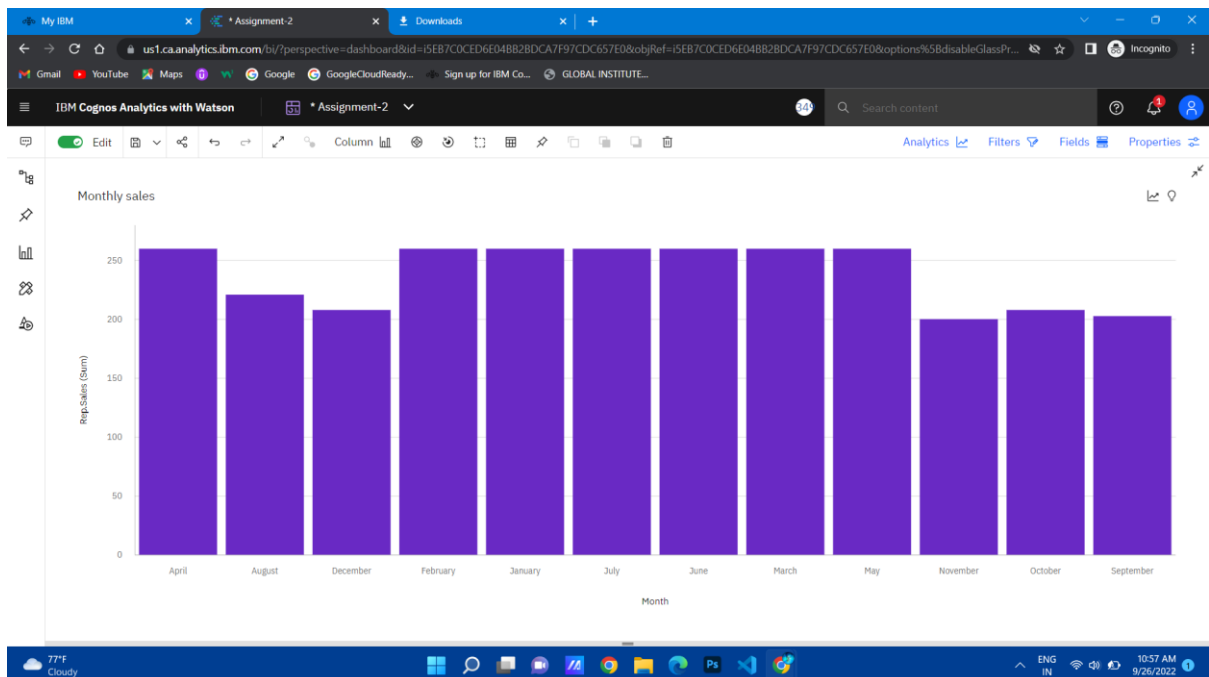 My IBM
* Assignment-2
Downloads
us1.ca.analytics.ibm.com/bi/?perspective=dashboard&id=i5EB7C0CED6E04BB2BDCA7F97CDC657E0&objRef=i5EB7C0CED6E04BB2BDCA7F97CDC657E0&options%5BdisableGlassPr...
Incognito
Gmail YouTube Maps Google GoogleCloudReady... Sign up for IBM Co... GLOBAL INSTITUTE...
IBM Cognos Analytics with Watson
* Assignment-2
349
Search content
1
Edit
Column
Analytics Filters Fields Properties
Monthly sales
Rep.Sales (Sum)
250
200
150
100
50
0
April August December February January July June March May November October September
Month
77°F
Cloudy
ENG
IN
10:57 AM
9/26/2022
1